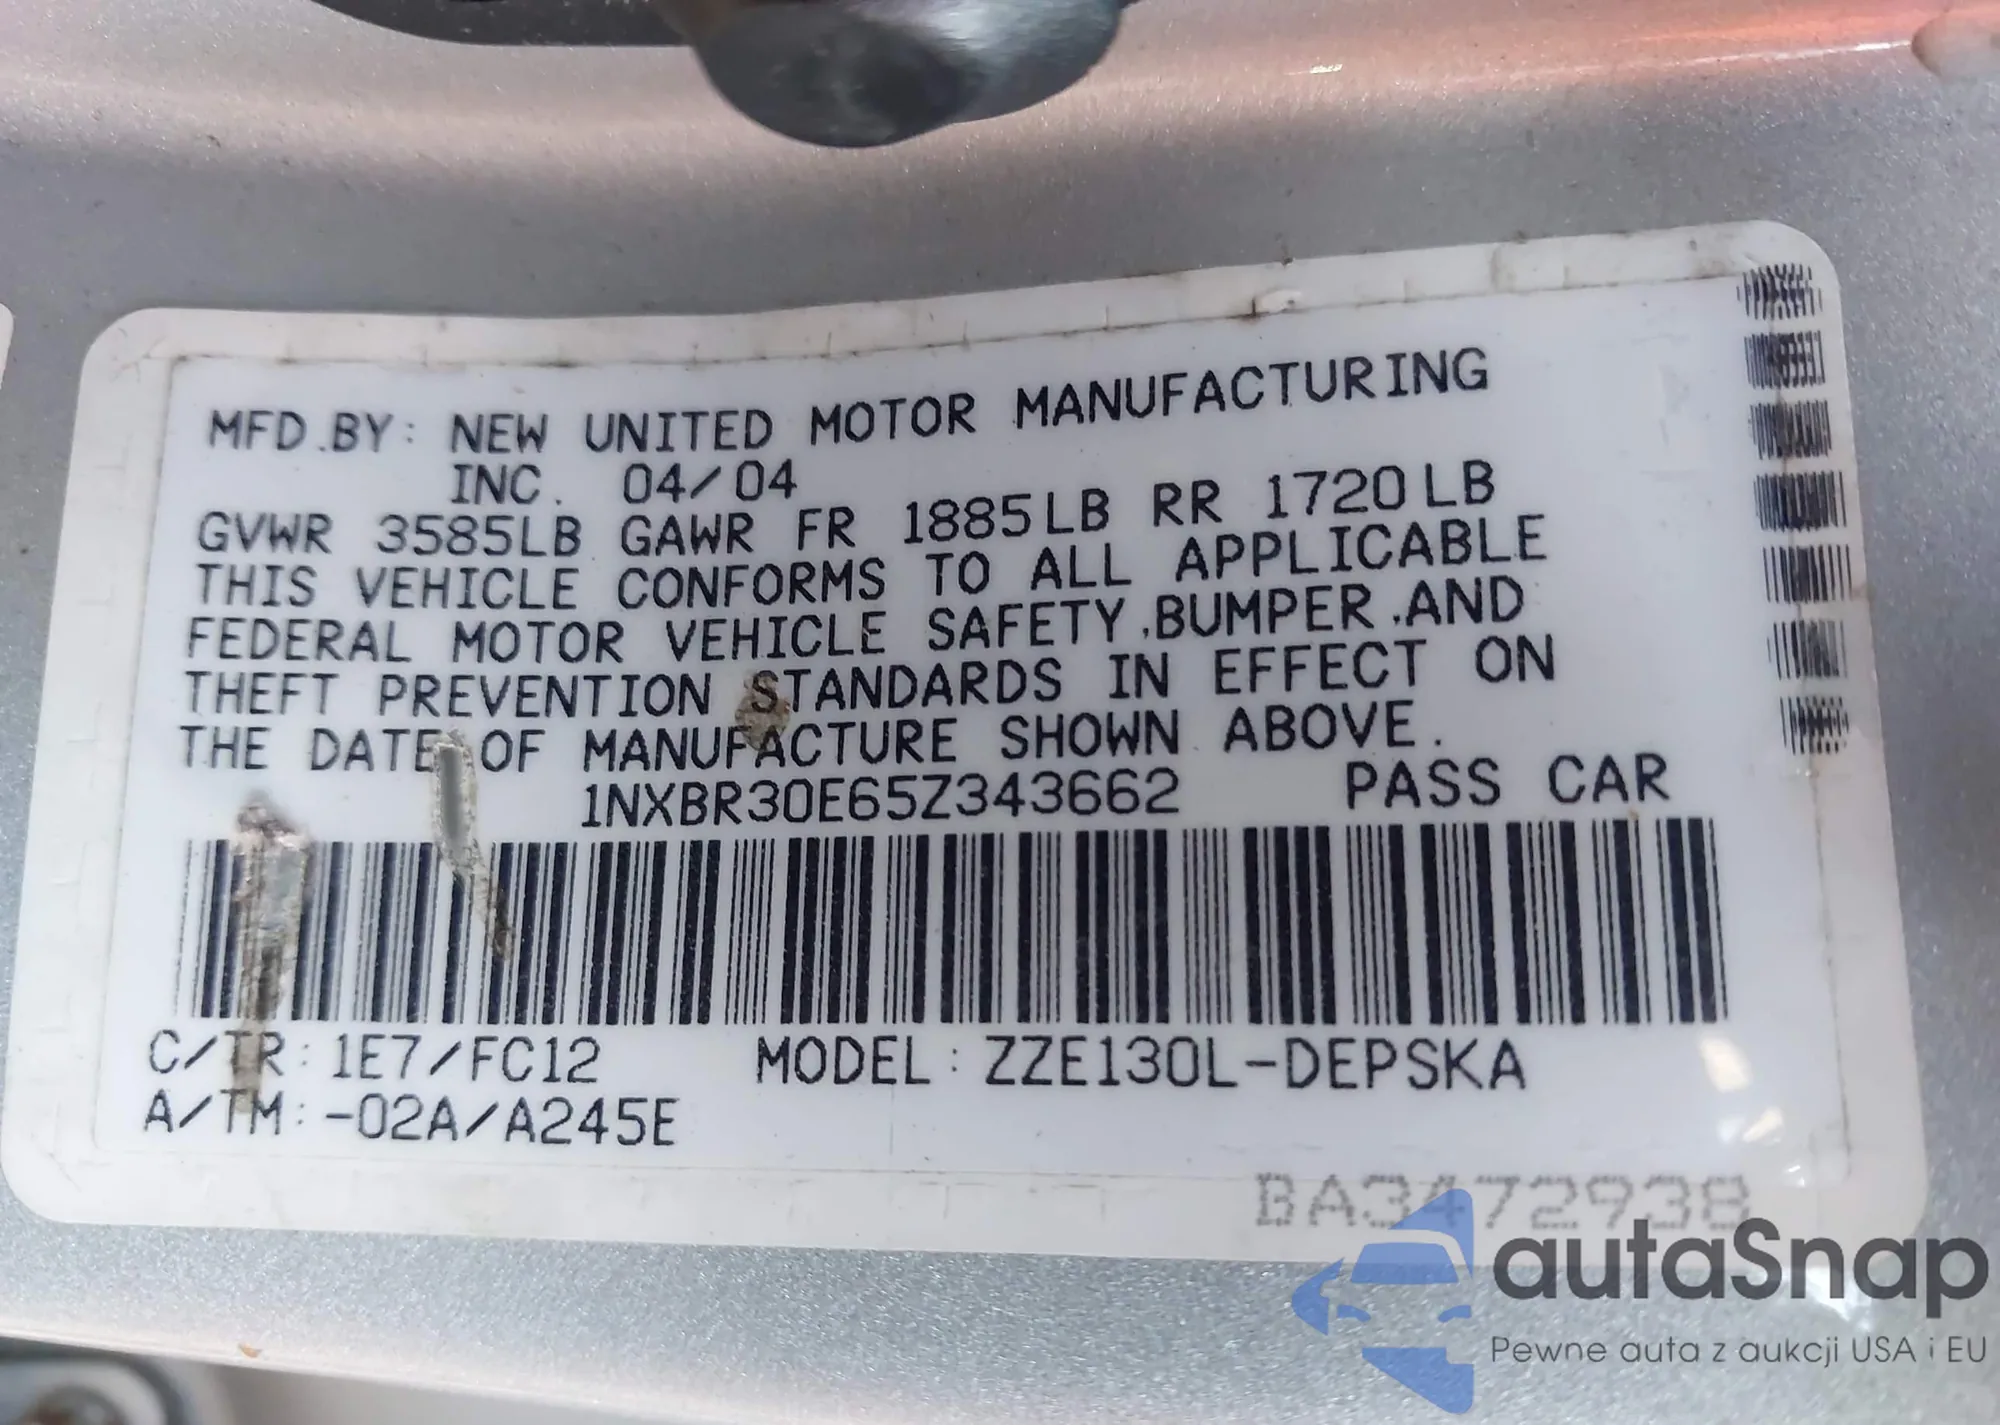 MFD.BY: NEW UNITED MOTOR MANUFACTURING
INC. 04/04
GVWR 3585LB GAWR FR 1885LB RR 1720LB
THIS VEHICLE CONFORMS TO ALL APPLICABLE
FEDERAL MOTOR VEHICLE SAFETY,BUMPER,AND
THEFT PREVENTION STANDARDS IN EFFECT ON
THE DATE OF MANUFACTURE SHOWN ABOVE.
1NXBR30E65Z343662 PASS CAR
C/TR: 1E7/FC12 MODEL: ZZE130L-DEPSKA
A/TM: -02A/A245E
BA3472938
autaSnap
Pewne auta z aukcji USA i EU